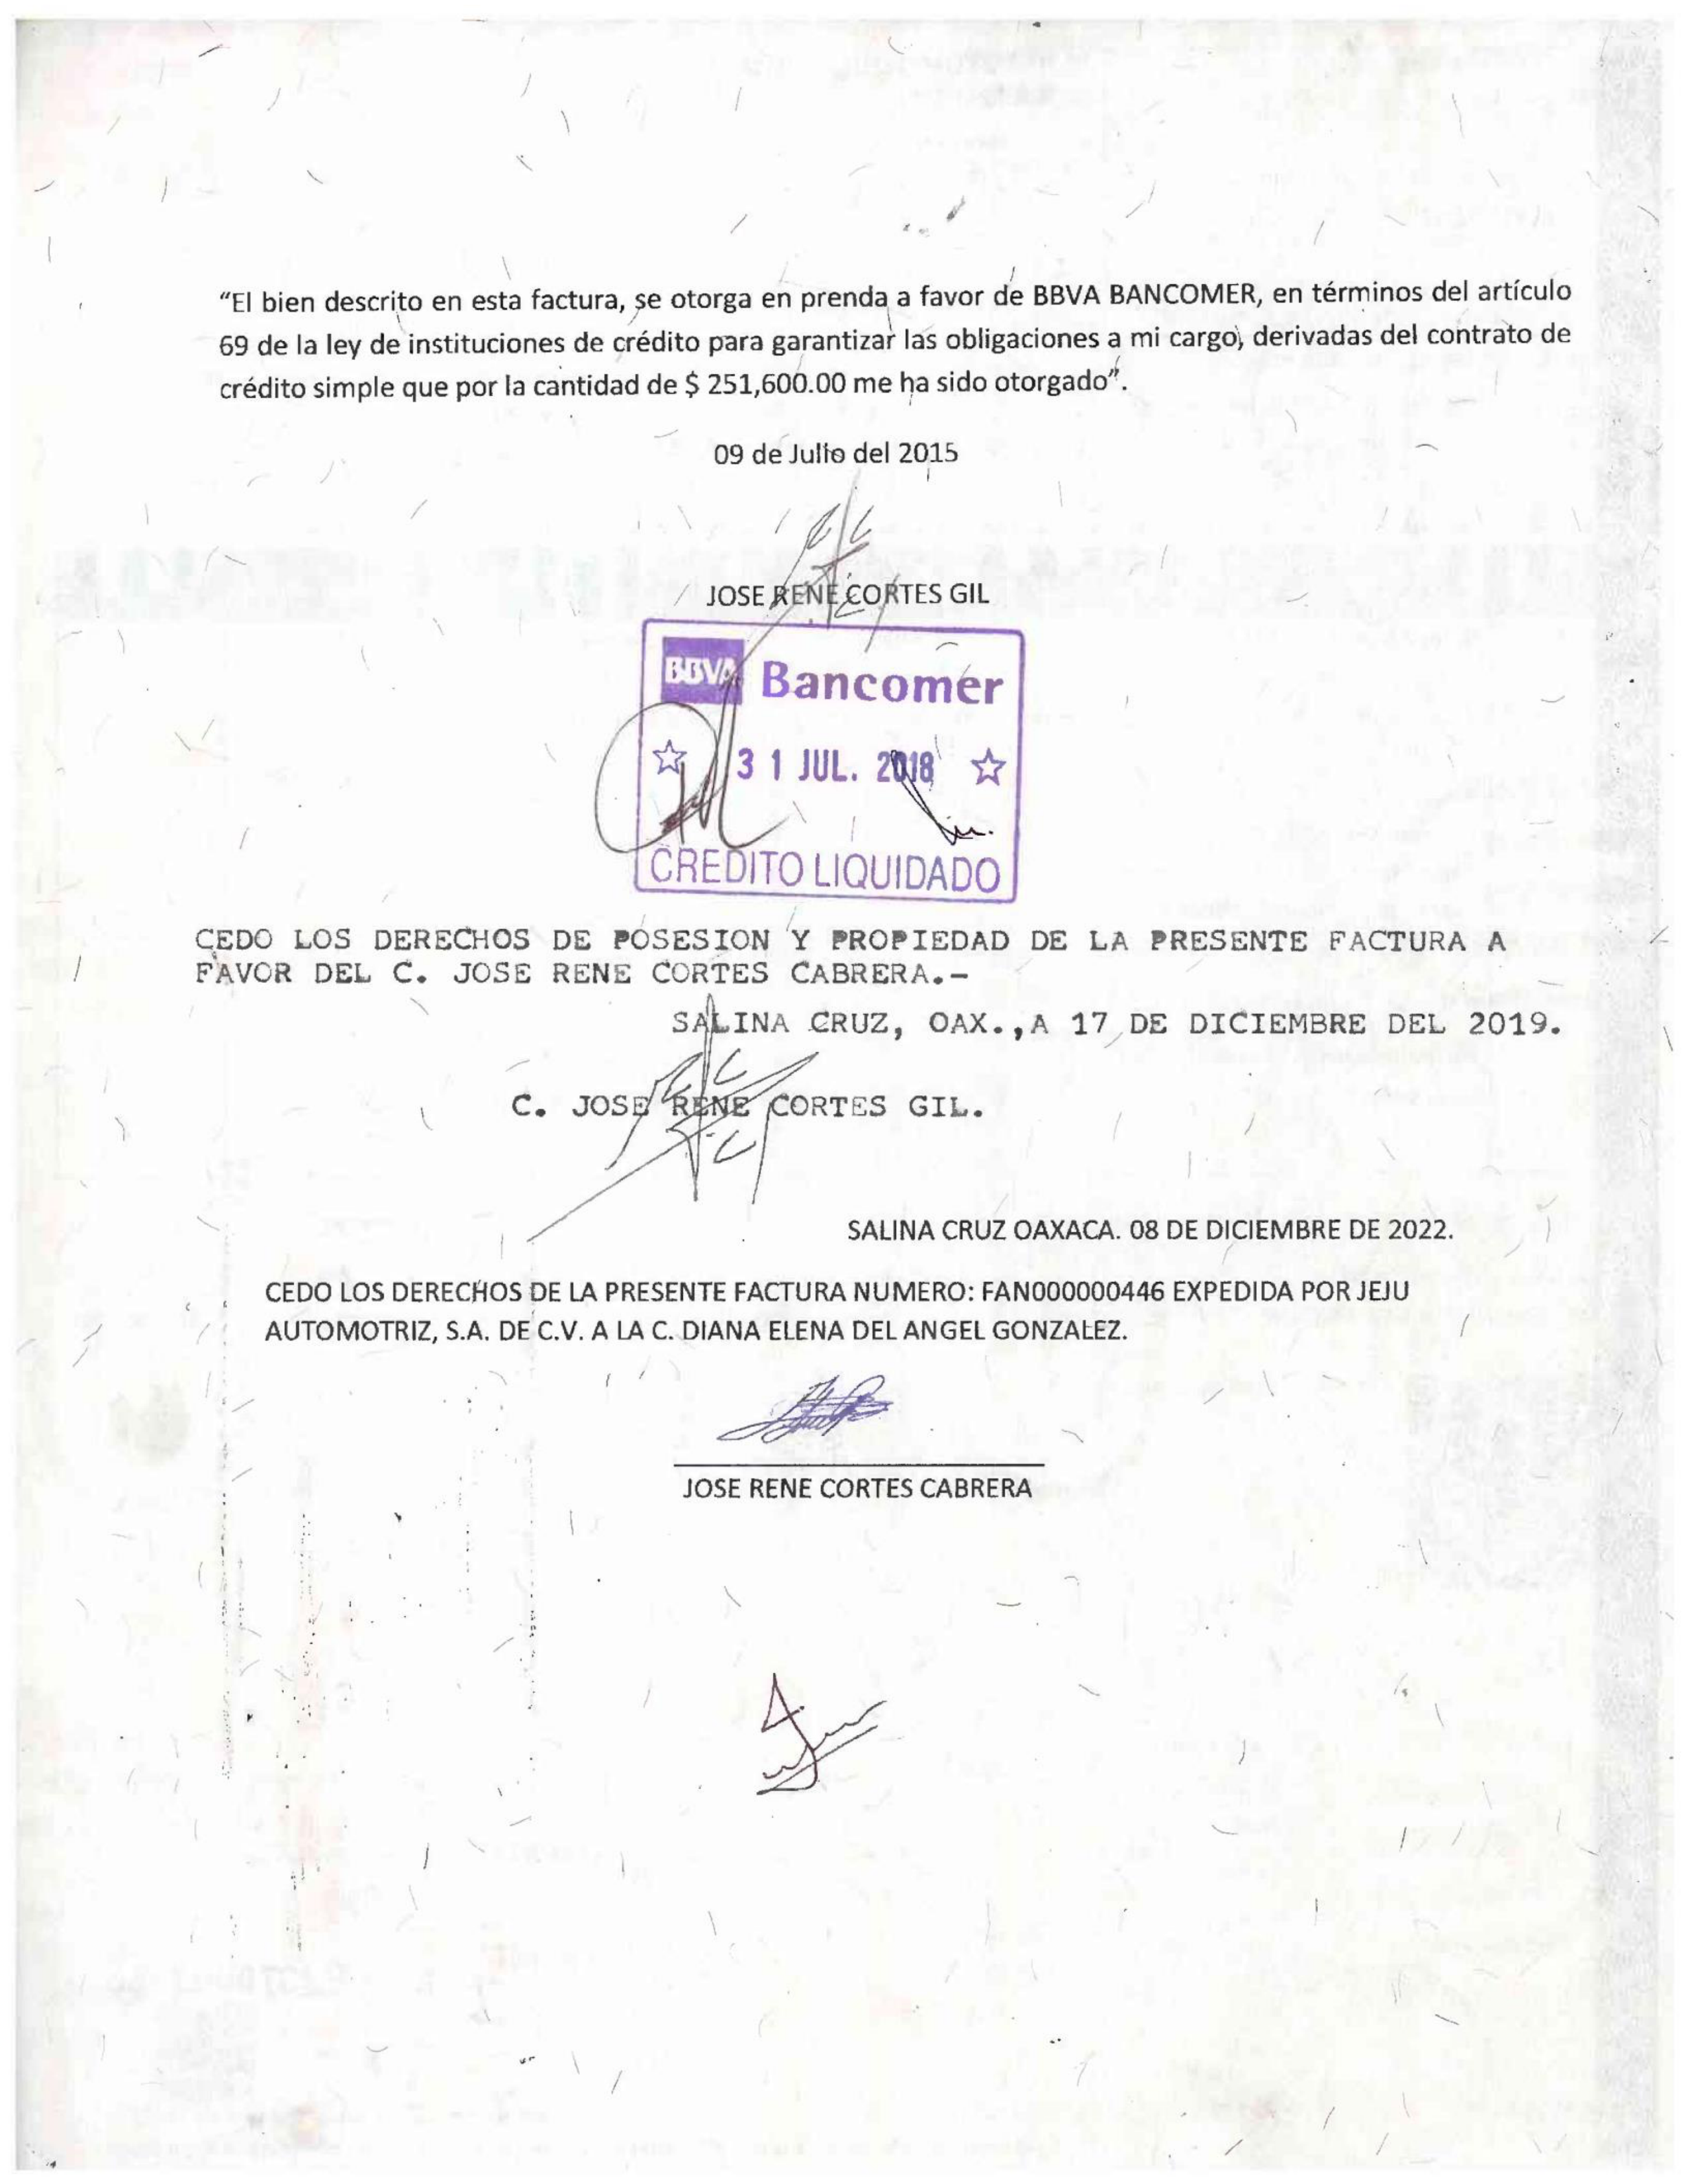 “El bien descrito en esta factura, se otorga en prenda a favor de BBVA BANCOMER, en términos del artículo
69 de la ley de instituciones de crédito para garantizar las obligaciones a mi cargo, derivadas del contrato de
crédito simple que por la cantidad de $ 251,600.00 me ha sido otorgado”.
09 de Julio del 2015
JOSE RENE CORTES GIL
BBVA Bancomer
31 JUL. 2018
CREDITO LIQUIDADO
CEDO LOS DERECHOS DE POSESION Y PROPIEDAD DE LA PRESENTE FACTURA A
FAVOR DEL C. JOSE RENE CORTES CABRERA.-
SALINA CRUZ, OAX., A 17 DE DICIEMBRE DEL 2019.
C. JOSE RENE CORTES GIL.
SALINA CRUZ OAXACA. 08 DE DICIEMBRE DE 2022.
CEDO LOS DERECHOS DE LA PRESENTE FACTURA NUMERO: FAN000000446 EXPEDIDA POR JEJU
AUTOMOTRIZ, S.A. DE C.V. A LA C. DIANA ELENA DEL ANGEL GONZALEZ.
JOSE RENE CORTES CABRERA